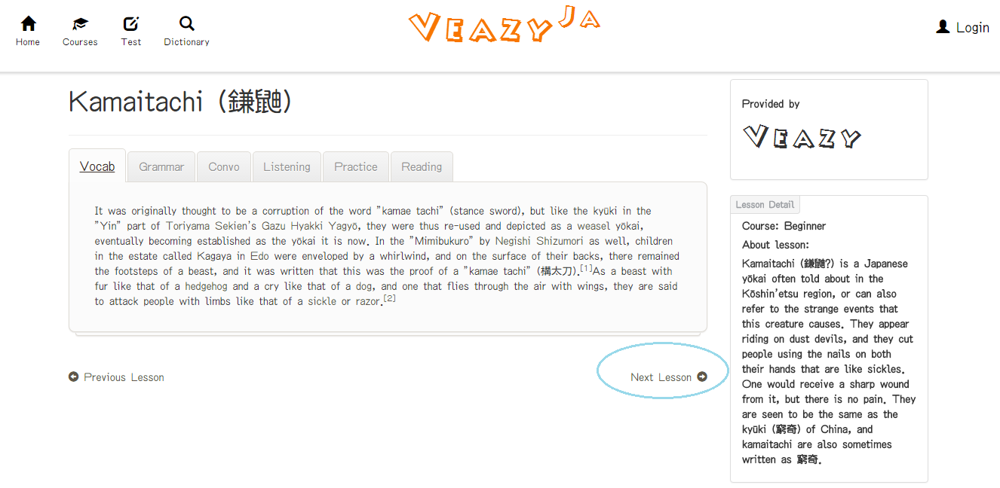 Home
Courses
Test
Dictionary
VEAZY JA
Login
Kamaitachi (鎌鼬)
Vocab
Grammar
Convo
Listening
Practice
Reading
It was originally thought to be a corruption of the word "kamae tachi" (stance sword), but like the kyūki in the
"Yin" part of Toriyama Sekien's Gazu Hyakki Yagyō, they were thus re-used and depicted as a weasel yōkai,
eventually becoming established as the yōkai it is now. In the "Mimibukuro" by Negishi Shizumori as well, children
in the estate called Kagaya in Edo were enveloped by a whirlwind, and on the surface of their backs, there remained
the footsteps of a beast, and it was written that this was the proof of a "kamae tachi" (構太刀).[1]As a beast with
fur like that of a hedgehog and a cry like that of a dog, and one that flies through the air with wings, they are said
to attack people with limbs like that of a sickle or razor.[2]
Previous Lesson
Next Lesson
Provided by
VEAZY
Lesson Detail
Course: Beginner
About lesson:
Kamaitachi (鎌鼬?) is a Japanese
yōkai often told about in the
Kōshin'etsu region, or can also
refer to the strange events that
this creature causes. They appear
riding on dust devils, and they cut
people using the nails on both
their hands that are like sickles.
One would receive a sharp wound
from it, but there is no pain. They
are seen to be the same as the
kyūki (窮奇) of China, and
kamaitachi are also sometimes
written as 窮奇.